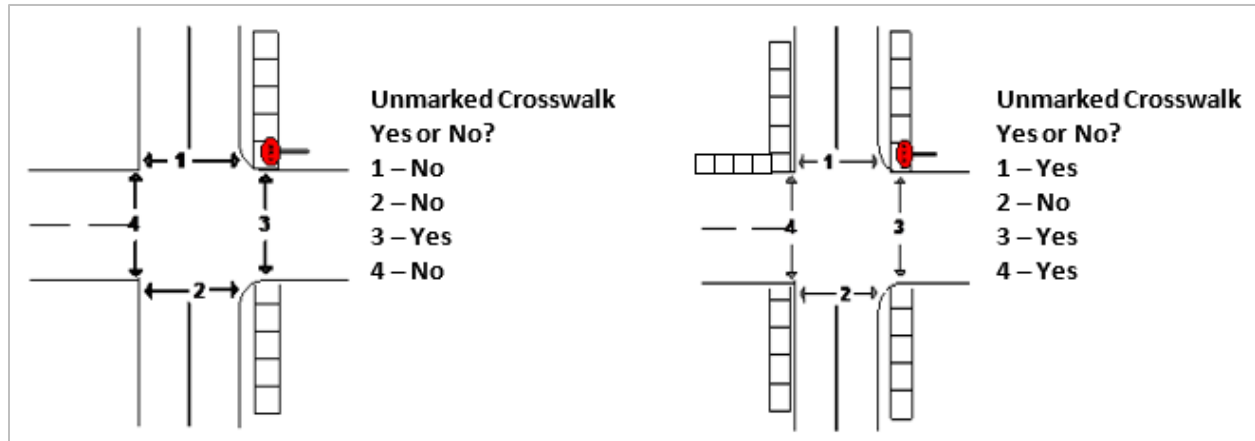 1
4
3
2
Unmarked Crosswalk
Yes or No?
1 – No
2 – No
3 – Yes
4 – No
1
4
3
2
Unmarked Crosswalk
Yes or No?
1 – Yes
2 – No
3 – Yes
4 – Yes